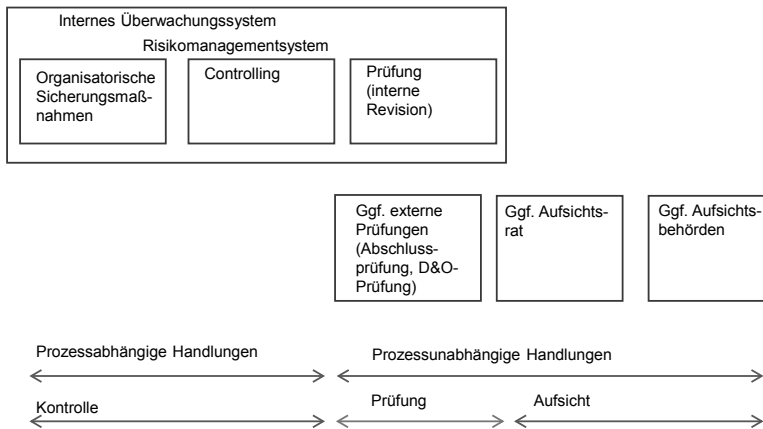 Internes Überwachungssystem
Risikomanagementsystem
Organisatorische
Sicherungsmaß-
nahmen
Controlling
Prüfung
(interne
Revision)
Ggf. externe
Prüfungen
(Abschluss-
prüfung, D&O-
Prüfung)
Ggf. Aufsichts-
rat
Ggf. Aufsichts-
behörden
Prozessabhängige Handlungen
Prozessunabhängige Handlungen
Kontrolle
Prüfung
Aufsicht